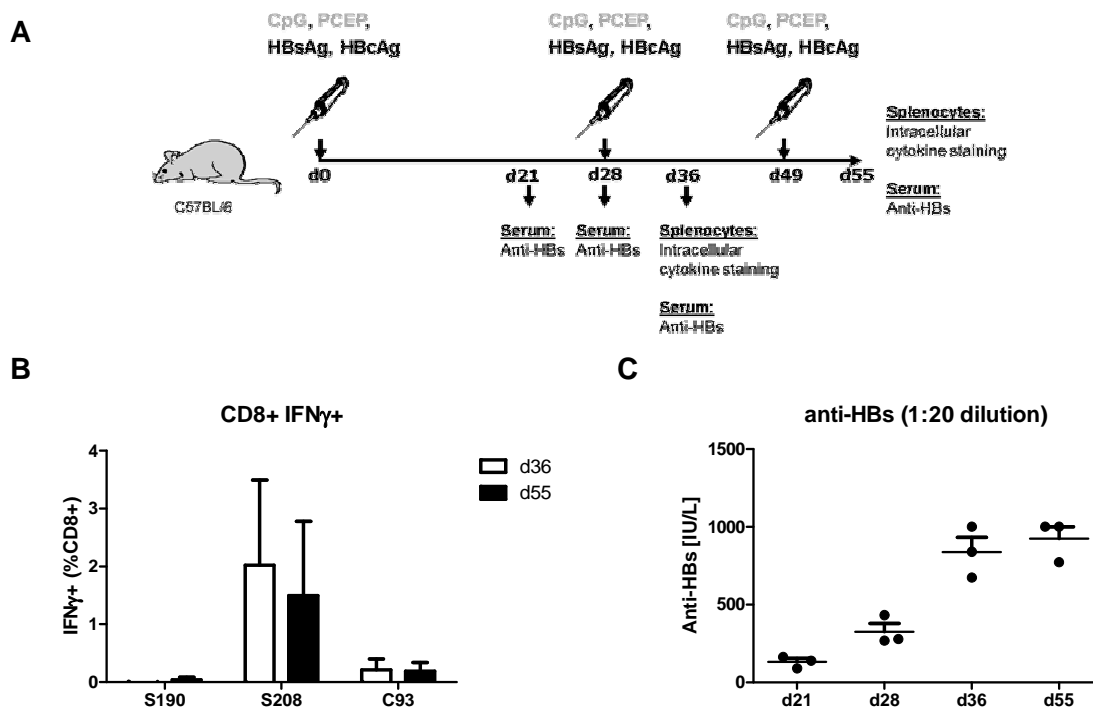 A
CpG, PCEP,
HBsAg, HBcAg
CpG, PCEP,
HBsAg, HBcAg
CpG, PCEP,
HBsAg, HBcAg
C57BL/6
d0
d21
d28
d36
d49
d55
Serum:
Anti-HBs
Serum:
Anti-HBs
Splenocytes:
Intracellular
cytokine staining
Serum:
Anti-HBs
Splenocytes:
Intracellular
cytokine staining
Serum:
Anti-HBs
B
CD8+ IFNγ+
IFNγ+ (%CD8+)
4
3
2
1
0
S190
S208
C93
d36
d55
C
anti-HBs (1:20 dilution)
Anti-HBs [IU/L]
1500
1000
500
0
d21
d28
d36
d55